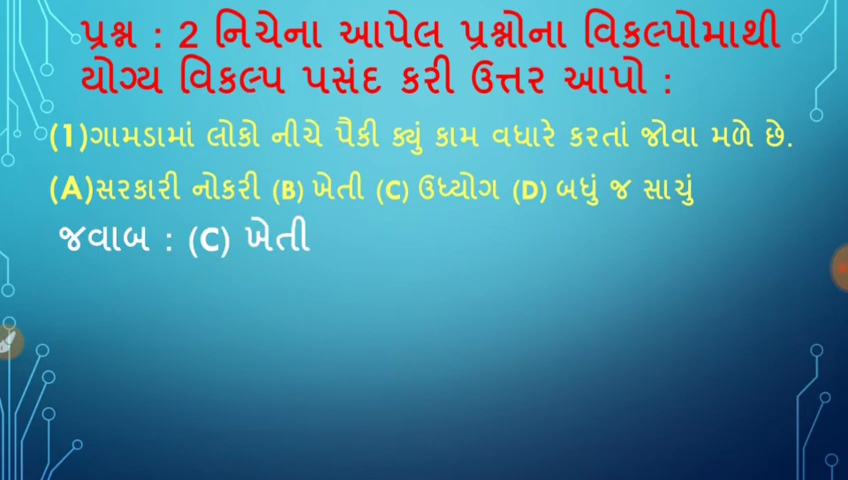 પ્રશ્ન : 2 નિચેના આપેલ પ્રશ્નોના વિકલ્પોમાથી
યોગ્ય વિકલ્પ પસંદ કરી ઉત્તર આપો :
(1)ગામડામાં લોકો નીચે પૈકી ક્યું કામ વધારે કરતાં જોવા મળે છે.
(A)સરકારી નોકરી (B) ખેતી (C) ઉધ્યોગ (D) બધું જ સાચું
જવાબ : (C) ખેતી